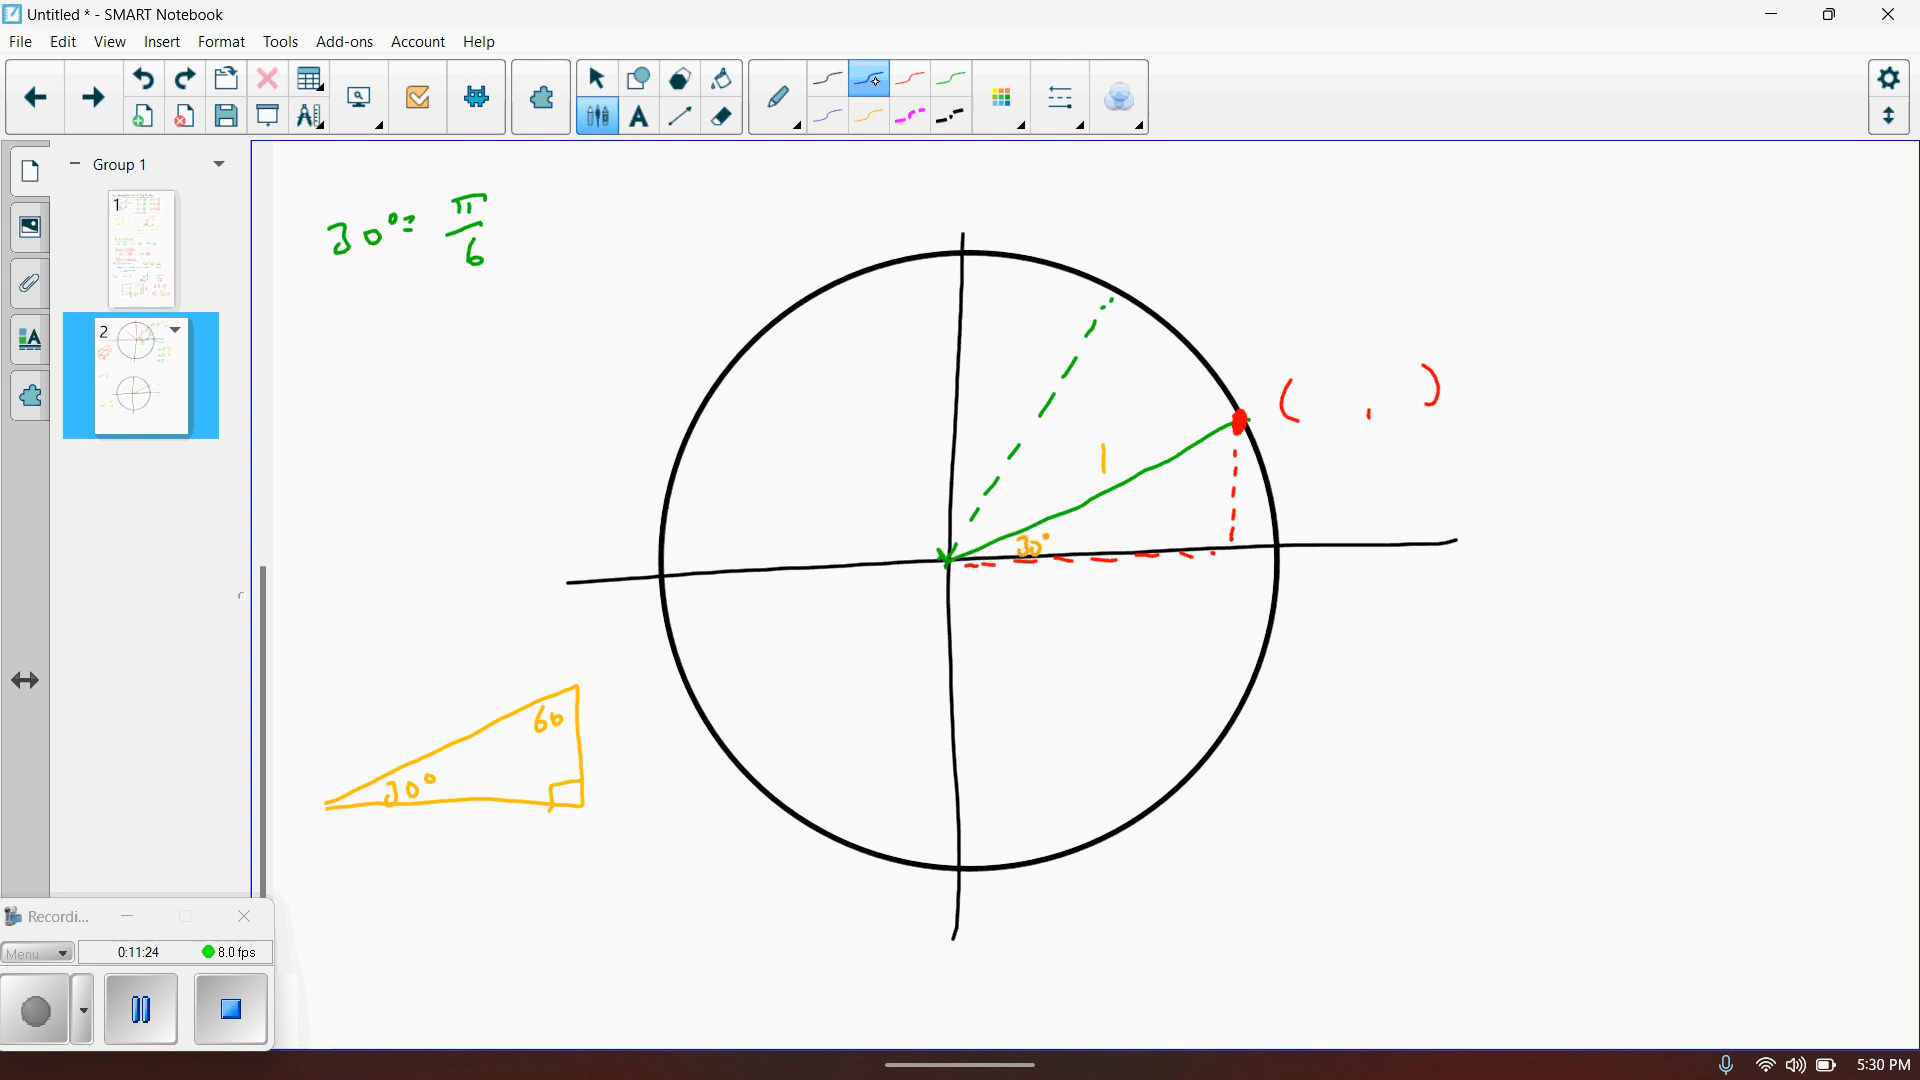 Untitled * - SMART Notebook
File Edit View Insert Format Tools Add-ons Account Help
Group 1
1
2
30° = π/6
( , )
1
30°
60
30°
Recordi...
Menu 0:11:24 8.0 fps
5:30 PM